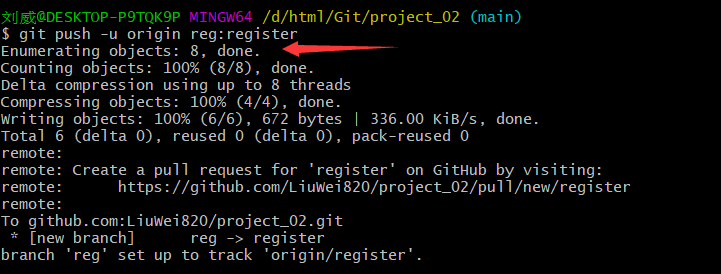 刘威@DESKTOP-P9TQK9P MINGW64 /d/html/Git/project_02 (main)
$ git push -u origin reg:register
Enumerating objects: 8, done.
Counting objects: 100% (8/8), done.
Delta compression using up to 8 threads
Compressing objects: 100% (4/4), done.
Writing objects: 100% (6/6), 672 bytes | 336.00 KiB/s, done.
Total 6 (delta 0), reused 0 (delta 0), pack-reused 0
remote:
remote: Create a pull request for 'register' on GitHub by visiting:
remote:      https://github.com/LiuWei820/project_02/pull/new/register
remote:
To github.com:LiuWei820/project_02.git
 * [new branch]      reg -> register
branch 'reg' set up to track 'origin/register'.